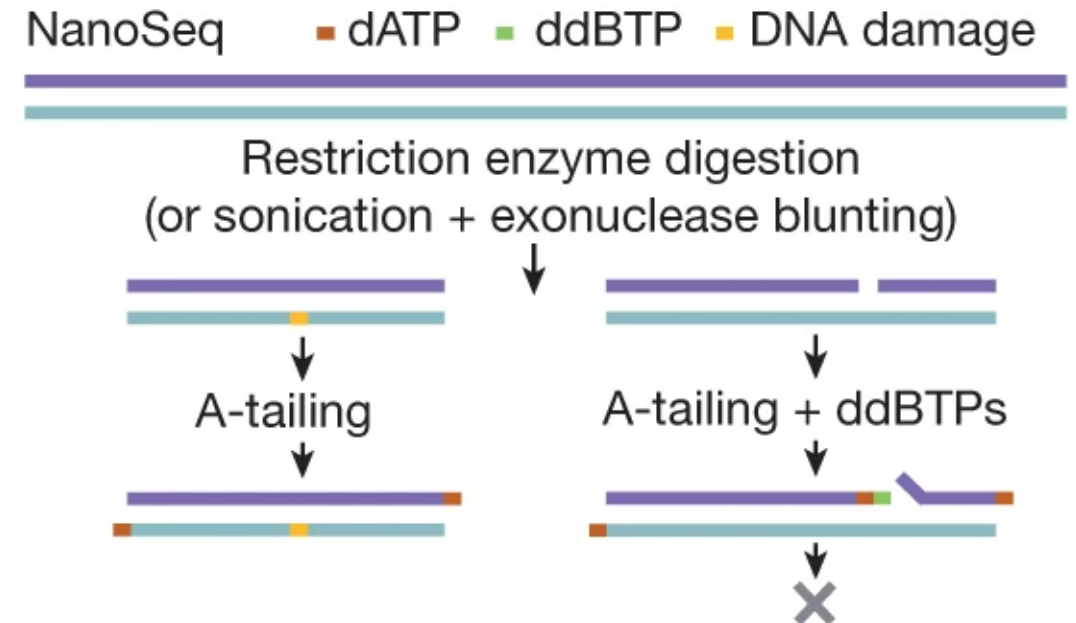 NanoSeq dATP ddBTP DNA damage
Restriction enzyme digestion
(or sonication + exonuclease blunting)
A-tailing
A-tailing + ddBTPs